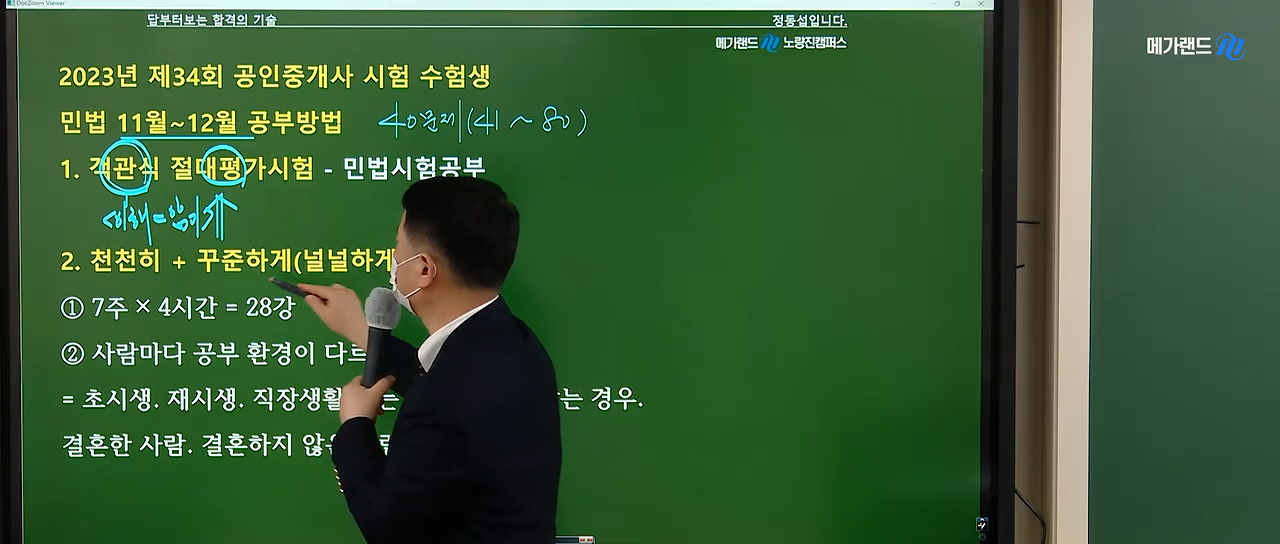 DocZoom Viewer
답부터보는 합격의 기술
정동섭입니다.
메가랜드 노량진캠퍼스
메가랜드
2023년 제34회 공인중개사 시험 수험생
민법 11월~12월 공부방법 40문제(41~80)
1. 객관식 절대평가시험 - 민법시험공부
이해=암기
2. 천천히 + 꾸준하게(널널하게
① 7주 × 4시간 = 28강
② 사람마다 공부 환경이 다르
= 초시생. 재시생. 직장생활 는 경우.
결혼한 사람. 결혼하지 않은